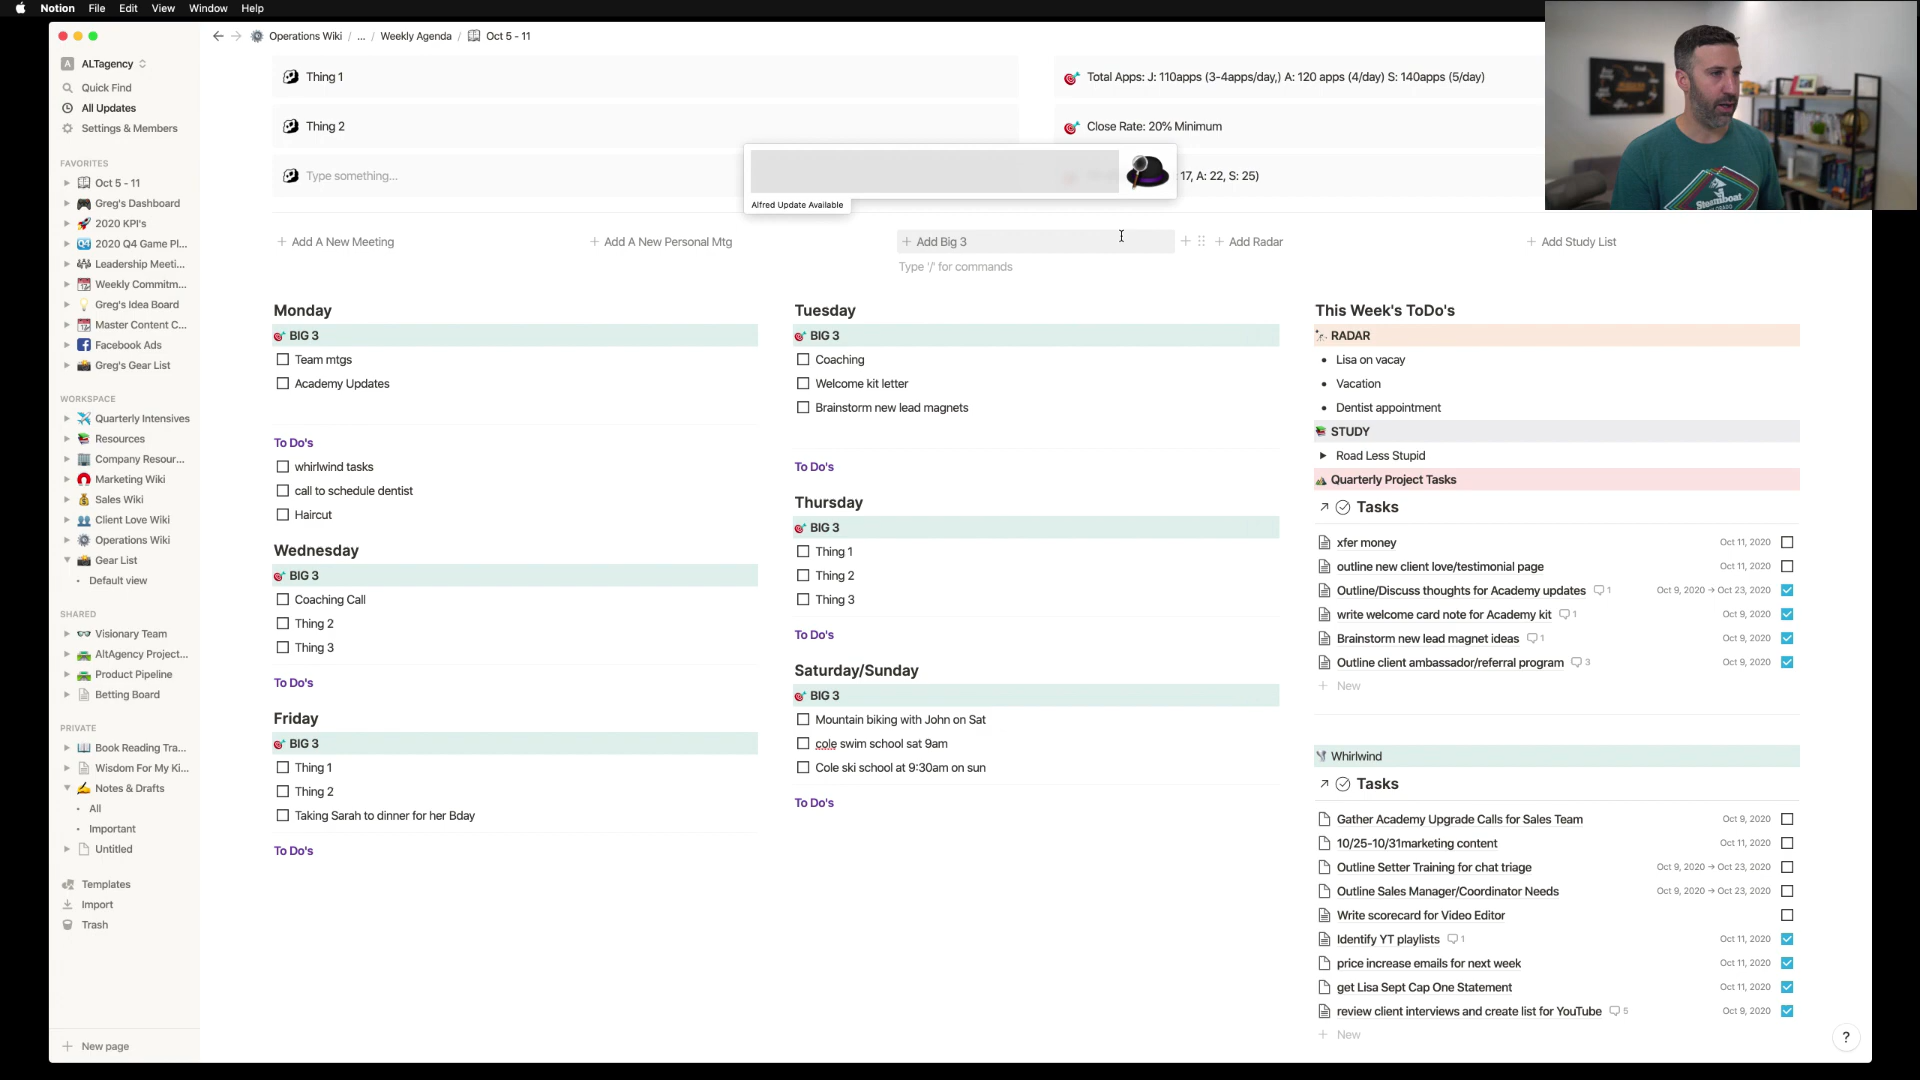 Notion File Edit View Window Help
Operations Wiki / ... / Weekly Agenda / Oct 5 - 11
ALTagency
Quick Find
All Updates
Settings & Members
FAVORITES
Oct 5 - 11
Greg's Dashboard
2020 KPI's
2020 Q4 Game Pl...
Leadership Meeti...
Weekly Commitm...
Greg's Idea Board
Master Content C...
Facebook Ads
Greg's Gear List
WORKSPACE
Quarterly Intensives
Resources
Company Resour...
Marketing Wiki
Sales Wiki
Client Love Wiki
Operations Wiki
Gear List
Default view
SHARED
Visionary Team
AltAgency Project...
Product Pipeline
Betting Board
PRIVATE
Book Reading Tra...
Wisdom For My Ki...
Notes & Drafts
All
Important
Untitled
Templates
Import
Trash
New page
Thing 1
Thing 2
Type something...
Total Apps: J: 110apps (3-4apps/day,) A: 120 apps (4/day) S: 140apps (5/day)
Close Rate: 20% Minimum
17, A: 22, S: 25)
Alfred Update Available
Steamboat
Add A New Meeting
Add A New Personal Mtg
Add Big 3
Add Radar
Add Study List
Type '/' for commands
Monday
BIG 3
Team mtgs
Academy Updates
To Do's
whirlwind tasks
call to schedule dentist
Haircut
Wednesday
BIG 3
Coaching Call
Thing 2
Thing 3
To Do's
Friday
BIG 3
Thing 1
Thing 2
Taking Sarah to dinner for her Bday
To Do's
Tuesday
BIG 3
Coaching
Welcome kit letter
Brainstorm new lead magnets
To Do's
Thursday
BIG 3
Thing 1
Thing 2
Thing 3
To Do's
Saturday/Sunday
BIG 3
Mountain biking with John on Sat
cole swim school sat 9am
Cole ski school at 9:30am on sun
To Do's
This Week's ToDo's
RADAR
Lisa on vacay
Vacation
Dentist appointment
STUDY
Road Less Stupid
Quarterly Project Tasks
Tasks
xfer money Oct 11, 2020
outline new client love/testimonial page Oct 11, 2020
Outline/Discuss thoughts for Academy updates 1 Oct 9, 2020 → Oct 23, 2020
write welcome card note for Academy kit 1 Oct 9, 2020
Brainstorm new lead magnet ideas 1 Oct 9, 2020
Outline client ambassador/referral program 3 Oct 9, 2020
New
Whirlwind
Tasks
Gather Academy Upgrade Calls for Sales Team Oct 9, 2020
10/25-10/31marketing content Oct 11, 2020
Outline Setter Training for chat triage Oct 9, 2020 → Oct 23, 2020
Outline Sales Manager/Coordinator Needs Oct 9, 2020 → Oct 23, 2020
Write scorecard for Video Editor
Identify YT playlists 1 Oct 11, 2020
price increase emails for next week Oct 11, 2020
get Lisa Sept Cap One Statement Oct 11, 2020
review client interviews and create list for YouTube 5 Oct 9, 2020
New
?